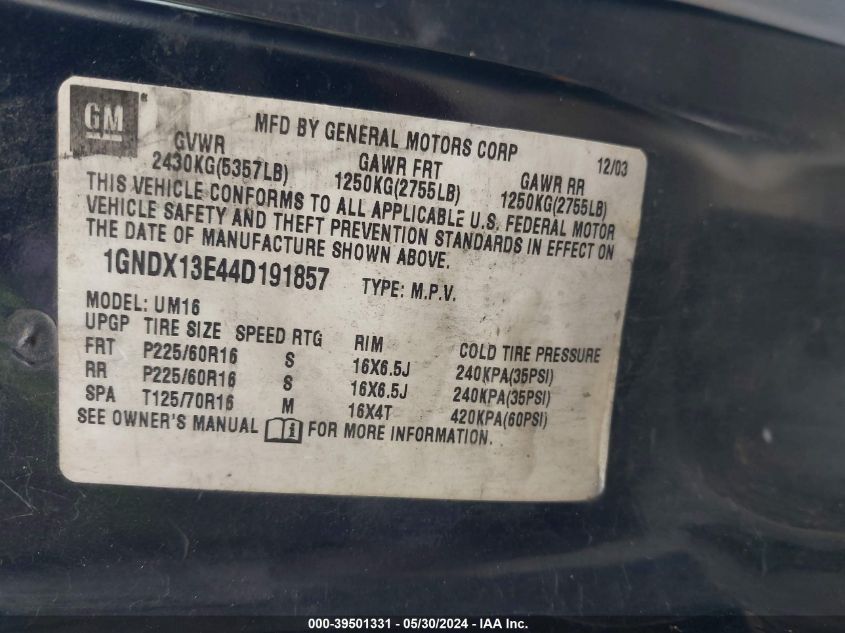 GM
MFD BY GENERAL MOTORS CORP 12/03
GVWR GAWR FRT GAWR RR
2430KG(5357LB) 1250KG(2755LB) 1250KG(2755LB)
THIS VEHICLE CONFORMS TO ALL APPLICABLE U.S. FEDERAL MOTOR
VEHICLE SAFETY AND THEFT PREVENTION STANDARDS IN EFFECT ON
THE DATE OF MANUFACTURE SHOWN ABOVE.
1GNDX13E44D191857 TYPE: M.P.V.
MODEL: UM16
UPGP TIRE SIZE SPEED RTG RIM COLD TIRE PRESSURE
FRT P225/60R16 S 16X6.5J 240KPA(35PSI)
RR P225/60R16 S 16X6.5J 240KPA(35PSI)
SPA T125/70R16 M 16X4T 420KPA(60PSI)
SEE OWNER'S MANUAL i FOR MORE INFORMATION.
000-39501331 - 05/30/2024 - IAA Inc.